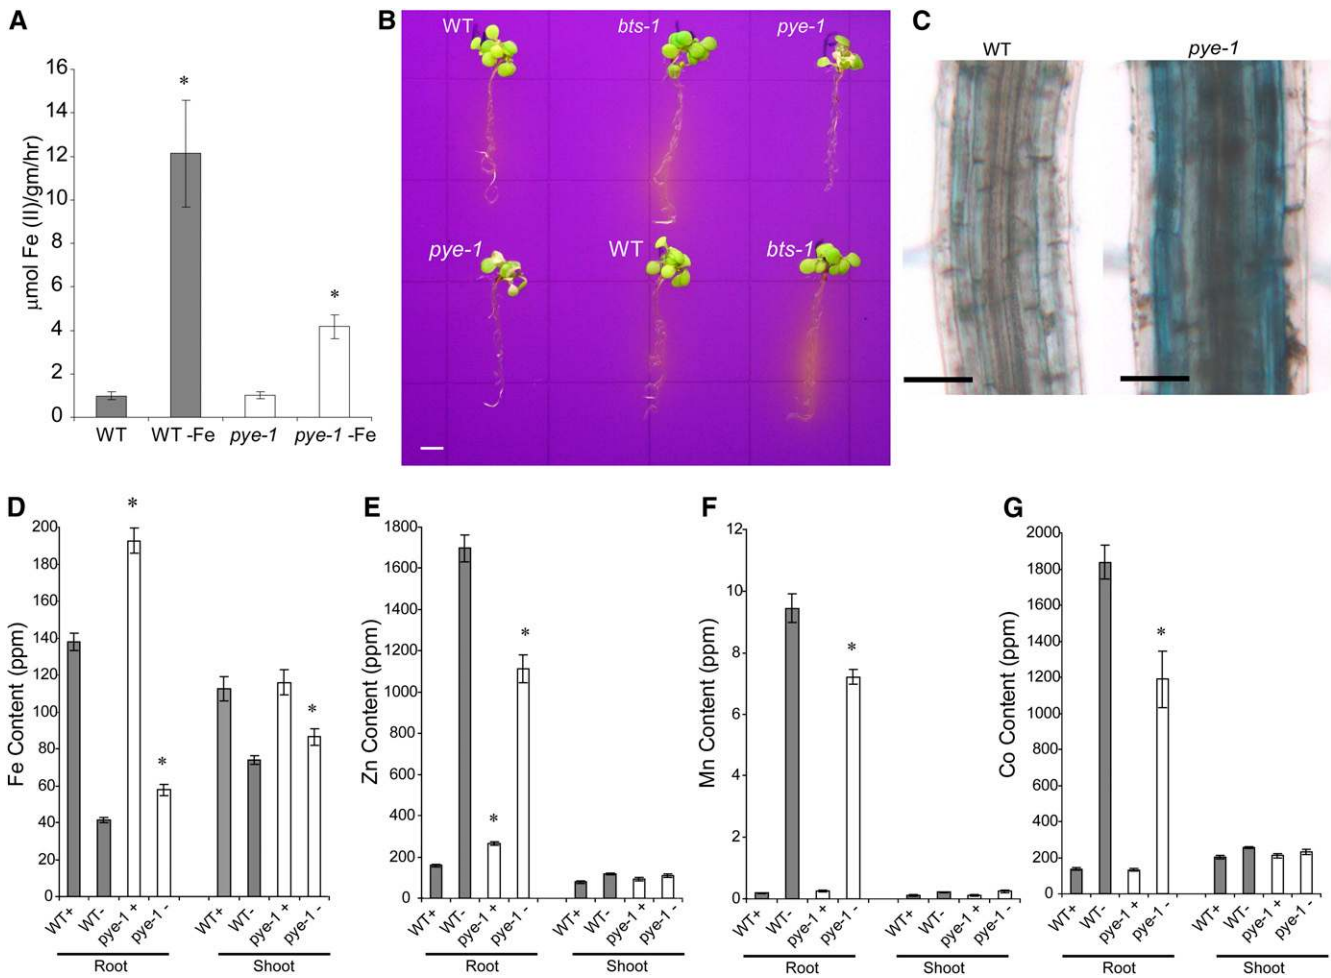 A
µmol Fe (II)/gm/hr
16
14
12
10
8
6
4
2
0
*
*
WT
WT -Fe
pye-1
pye-1 -Fe
B
WT
bts-1
pye-1
pye-1
WT
bts-1
C
WT
pye-1
D
Fe Content (ppm)
200
180
160
140
120
100
80
60
40
20
0
*
*
*
WT+
WT-
pye-1 +
pye-1 -
WT+
WT-
pye-1 +
pye-1 -
Root
Shoot
E
Zn Content (ppm)
1800
1600
1400
1200
1000
800
600
400
200
0
*
*
WT+
WT-
pye-1 +
pye-1 -
WT+
WT-
pye-1 +
pye-1 -
Root
Shoot
F
Mn Content (ppm)
12
10
8
6
4
2
0
*
WT+
WT-
pye-1 +
pye-1 -
WT+
WT-
pye-1 +
pye-1 -
Root
Shoot
G
Co Content (ppm)
2000
1800
1600
1400
1200
1000
800
600
400
200
0
*
WT+
WT-
pye-1 +
pye-1 -
WT+
WT-
pye-1 +
pye-1 -
Root
Shoot